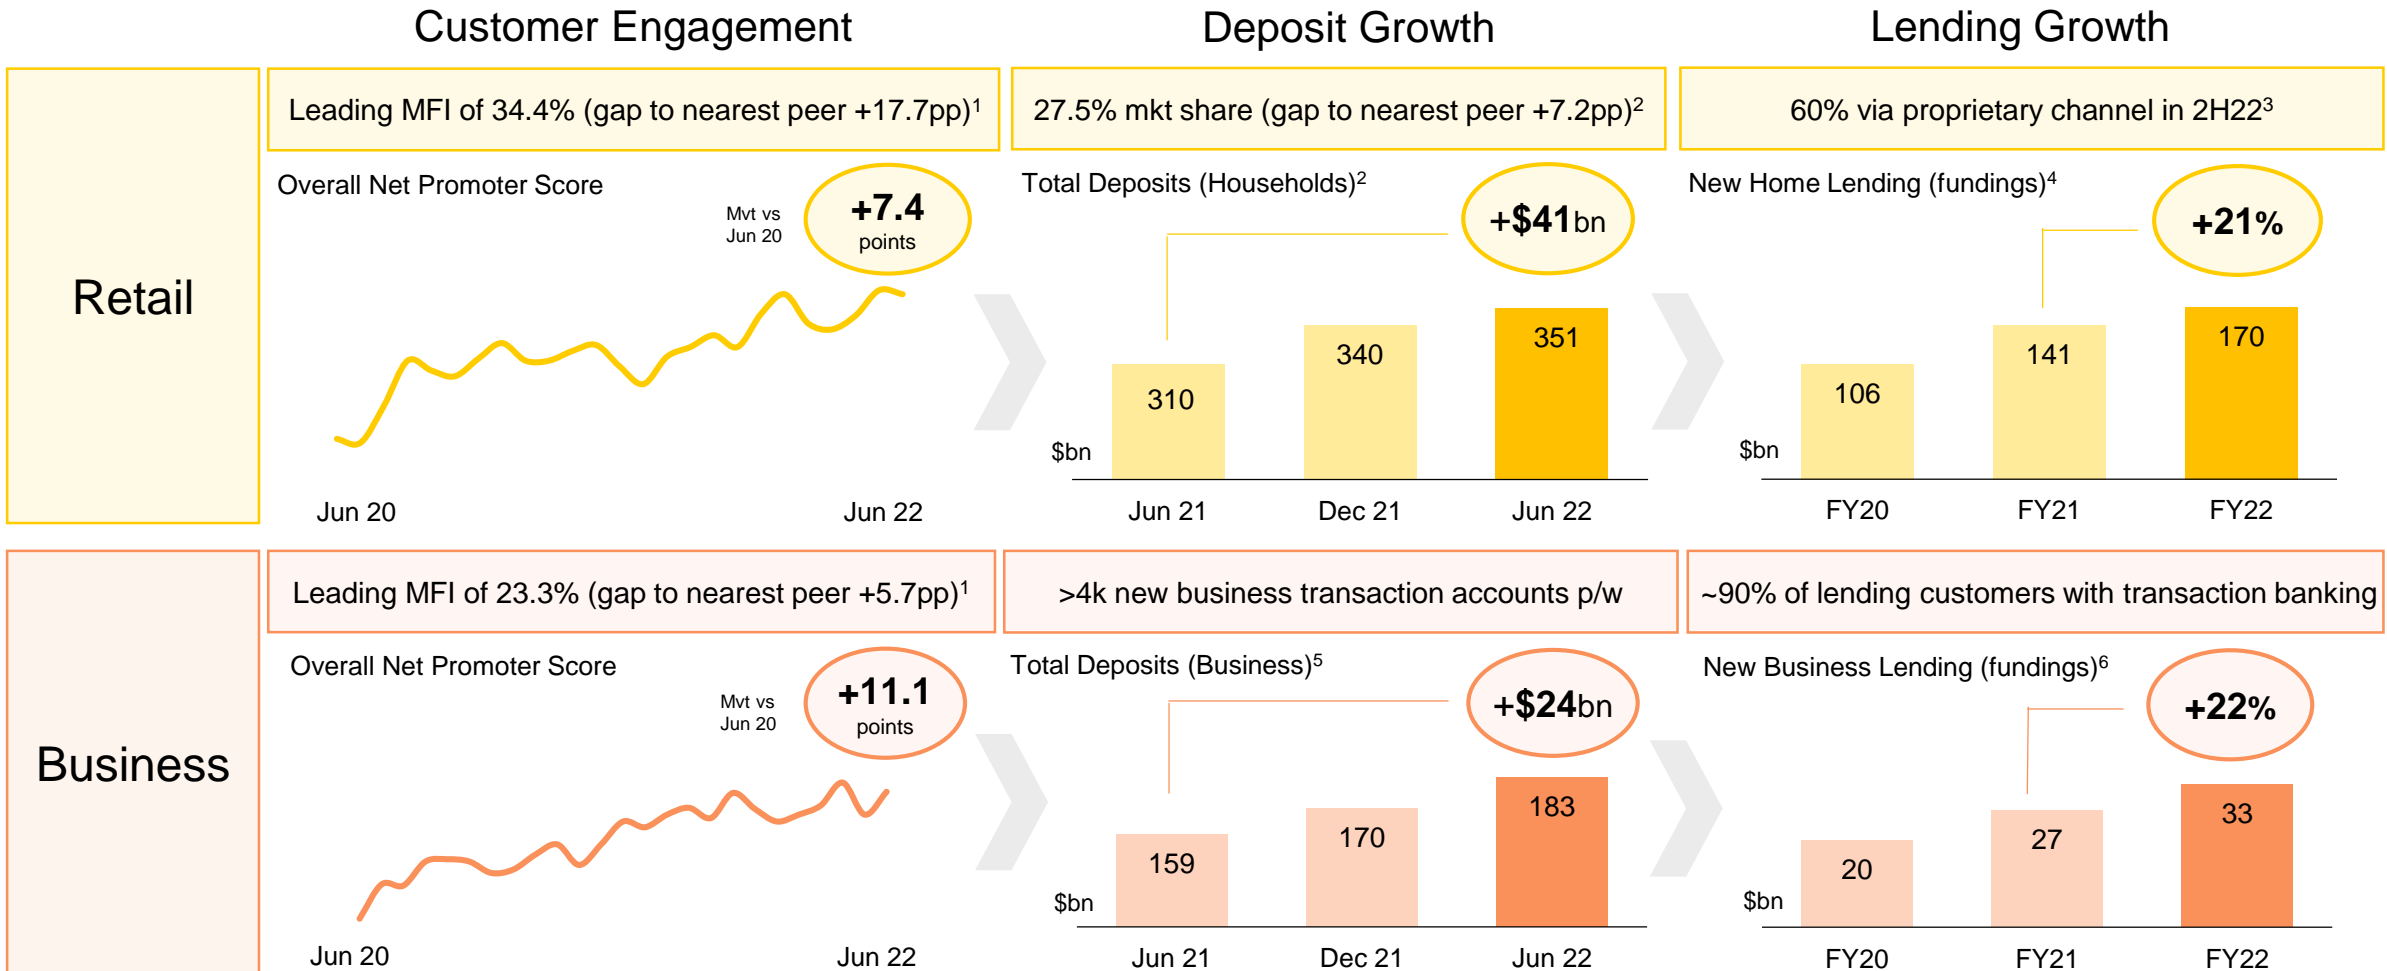 Customer Engagement
Deposit Growth
Lending Growth
Retail
Leading MFI of 34.4% (gap to nearest peer +17.7pp)¹
27.5% mkt share (gap to nearest peer +7.2pp)²
60% via proprietary channel in 2H22³
Overall Net Promoter Score
Mvt vs
Jun 20
+7.4
points
Jun 20
Jun 22
Total Deposits (Households)²
+$41bn
$bn
310
340
351
Jun 21
Dec 21
Jun 22
New Home Lending (fundings)⁴
+21%
$bn
106
141
170
FY20
FY21
FY22
Business
Leading MFI of 23.3% (gap to nearest peer +5.7pp)¹
>4k new business transaction accounts p/w
~90% of lending customers with transaction banking
Overall Net Promoter Score
Mvt vs
Jun 20
+11.1
points
Jun 20
Jun 22
Total Deposits (Business)⁵
+$24bn
$bn
159
170
183
Jun 21
Dec 21
Jun 22
New Business Lending (fundings)⁶
+22%
$bn
20
27
33
FY20
FY21
FY22